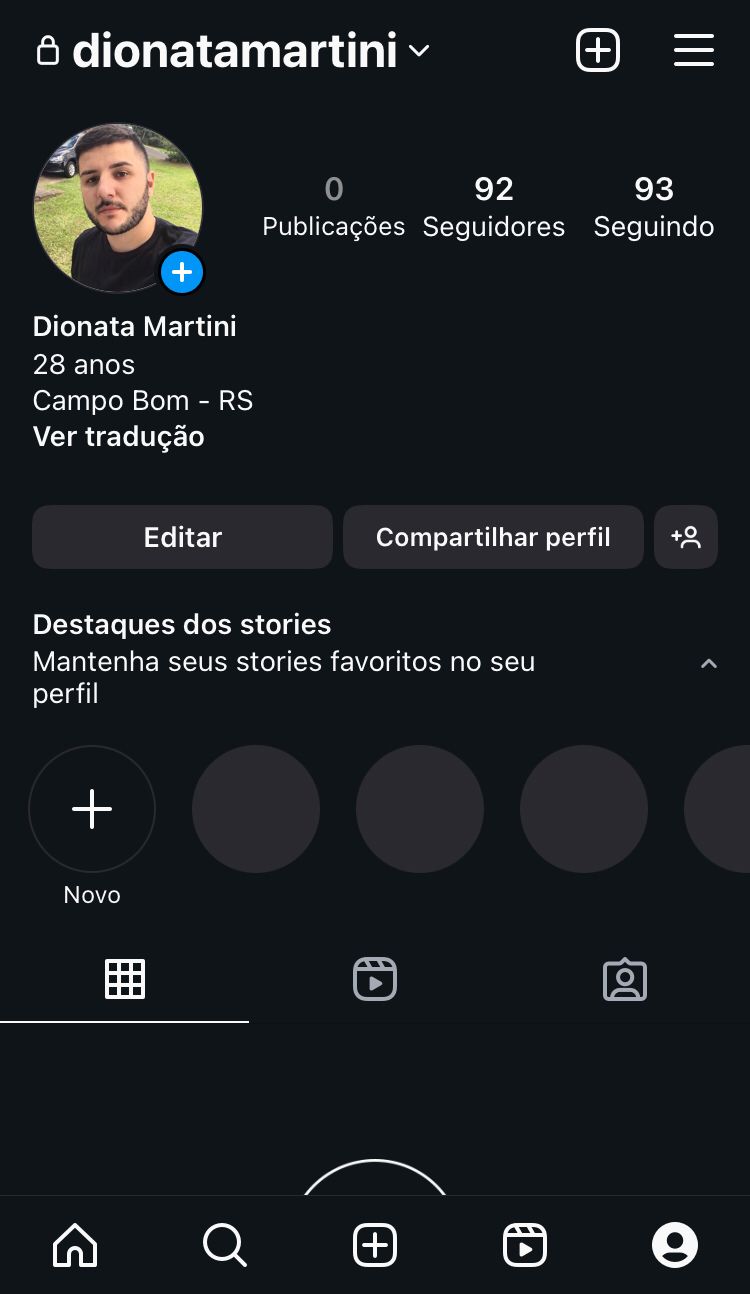 dionatamartini
0 92 93
Publicações Seguidores Seguindo
Dionata Martini
28 anos
Campo Bom - RS
Ver tradução
Editar Compartilhar perfil
Destaques dos stories
Mantenha seus stories favoritos no seu
perfil
Novo